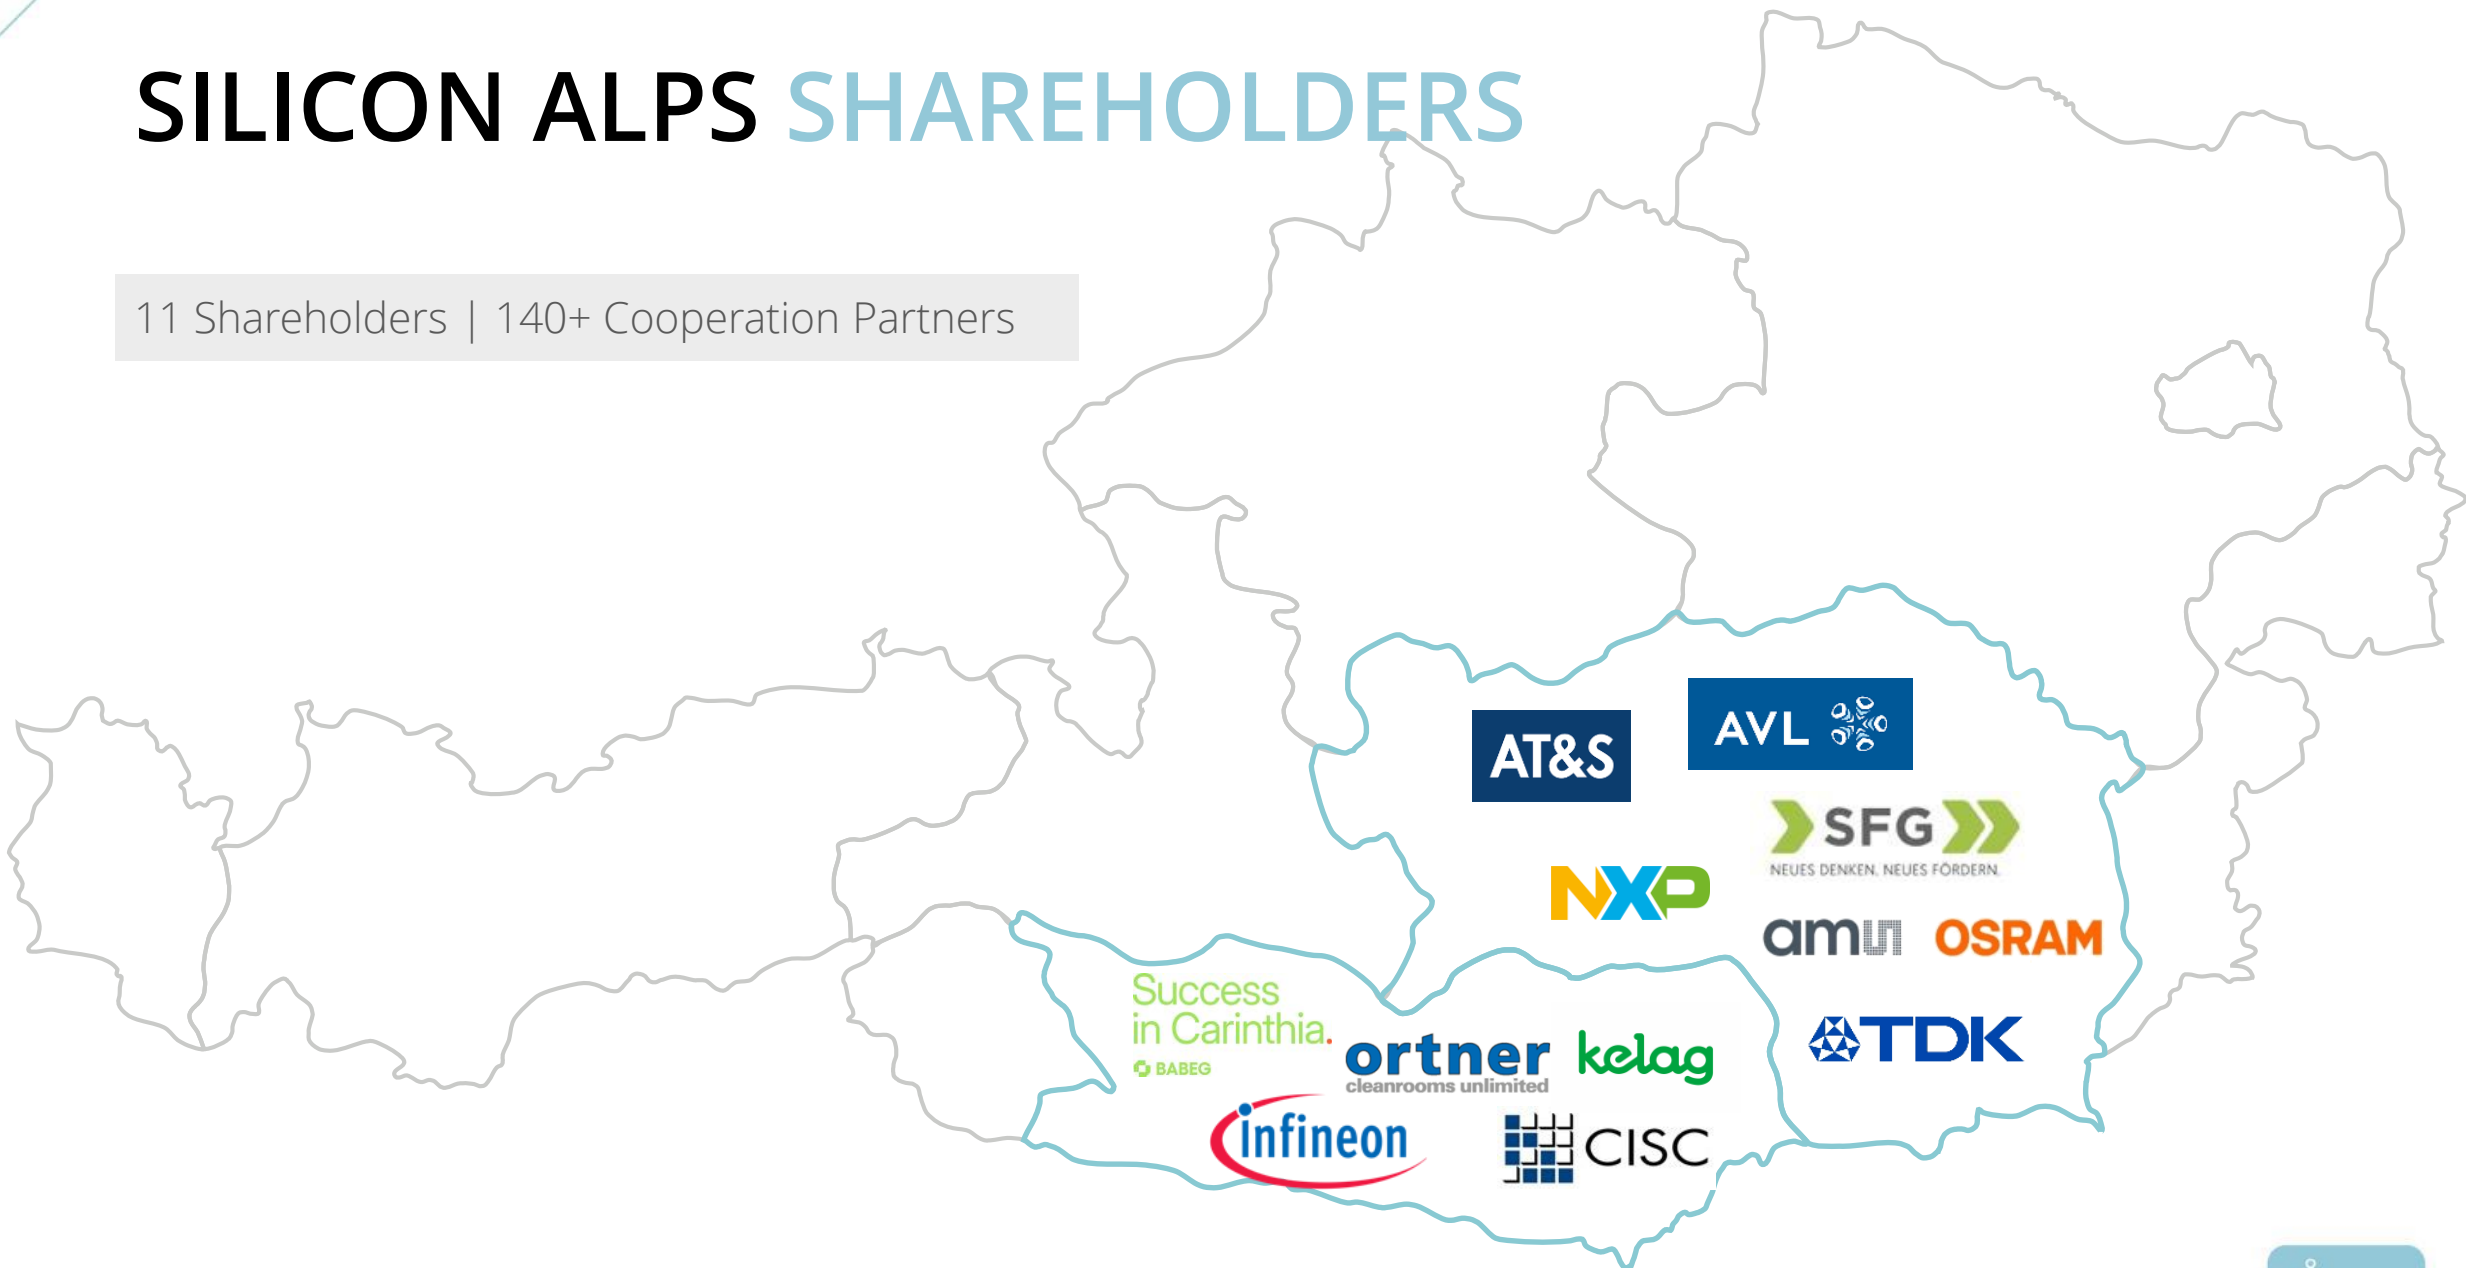 SILICON ALPS SHAREHOLDERS
11 Shareholders | 140+ Cooperation Partners
AT&S
AVL
SFG
NEUES DENKEN. NEUES FÖRDERN.
NXP
am
OSRAM
TDK
Success
in Carinthia.
BABEG
ortner
cleanrooms unlimited
kelag
infineon
CISC